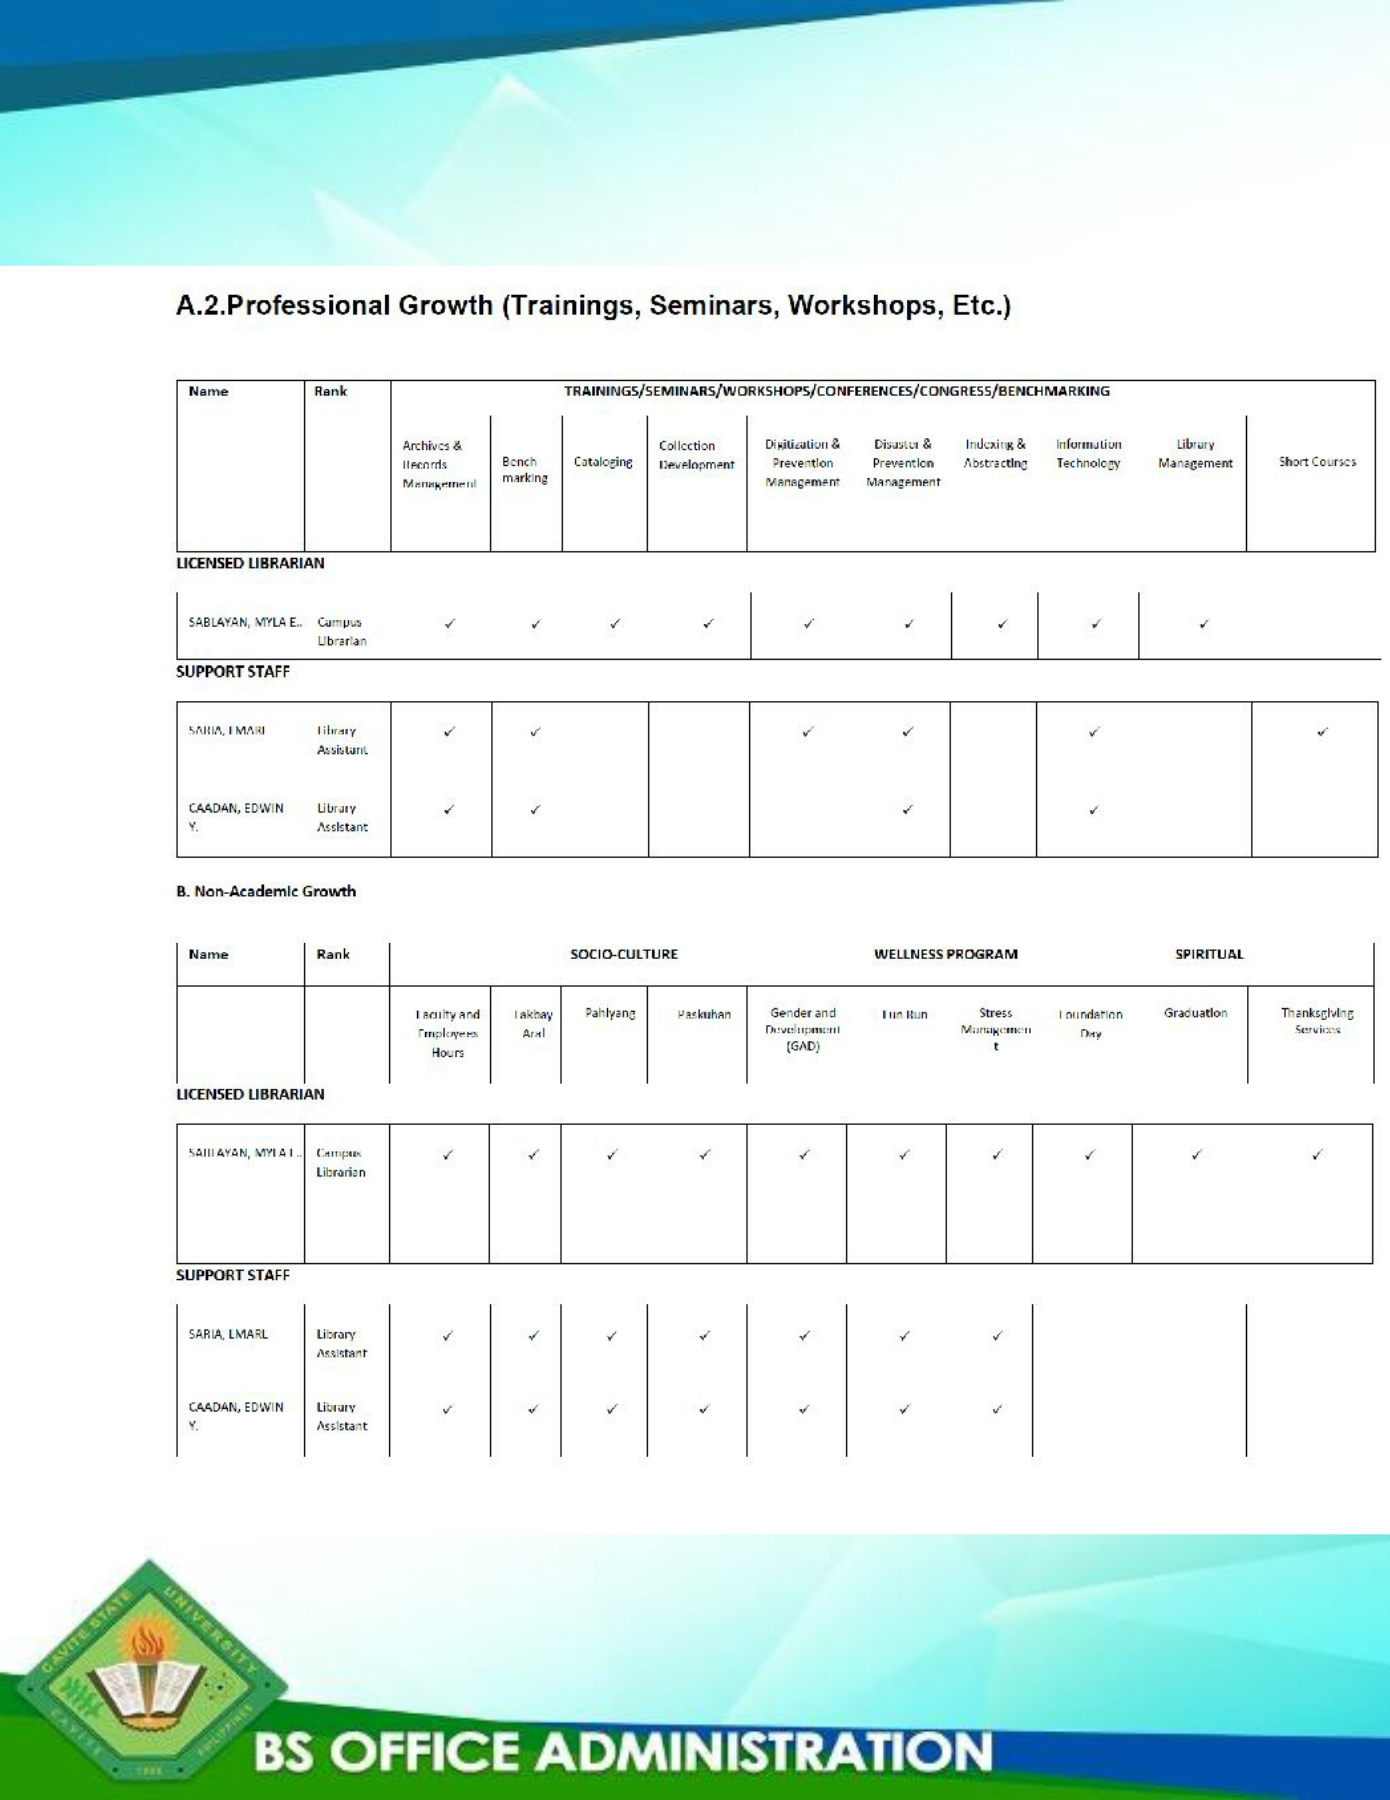 A.2.Professional Growth (Trainings, Seminars, Workshops, Etc.)
Name Rank TRAININGS/SEMINARS/WORKSHOPS/CONFERENCES/CONGRESS/BENCHMARKING
Archives & Records Management Bench marking Cataloging Collection Development Digitization & Prevention Management Disaster & Prevention Management Indexing & Abstracting Information Technology Library Management Short Courses
LICENSED LIBRARIAN
SABLAYAN, MYLA E.. Campus Librarian ✓ ✓ ✓ ✓ ✓ ✓ ✓ ✓ ✓
SUPPORT STAFF
SARIA, EMARL Library Assistant ✓ ✓ ✓ ✓ ✓ ✓
CAADAN, EDWIN Y. Library Assistant ✓ ✓ ✓ ✓
B. Non-Academic Growth
Name Rank SOCIO-CULTURE WELLNESS PROGRAM SPIRITUAL
Faculty and Employees Hours Lakbay Aral Pahiyang Paskuhan Gender and Development (GAD) Fun Run Stress Managemen t Foundation Day Graduation Thanksgiving Services
LICENSED LIBRARIAN
SABLAYAN, MYLA E.. Campus Librarian ✓ ✓ ✓ ✓ ✓ ✓ ✓ ✓ ✓ ✓
SUPPORT STAFF
SARIA, EMARL Library Assistant ✓ ✓ ✓ ✓ ✓ ✓ ✓
CAADAN, EDWIN Y. Library Assistant ✓ ✓ ✓ ✓ ✓ ✓ ✓
CAVITE STATE UNIVERSITY
CAVITE PHILIPPINES
1906
BS OFFICE ADMINISTRATION